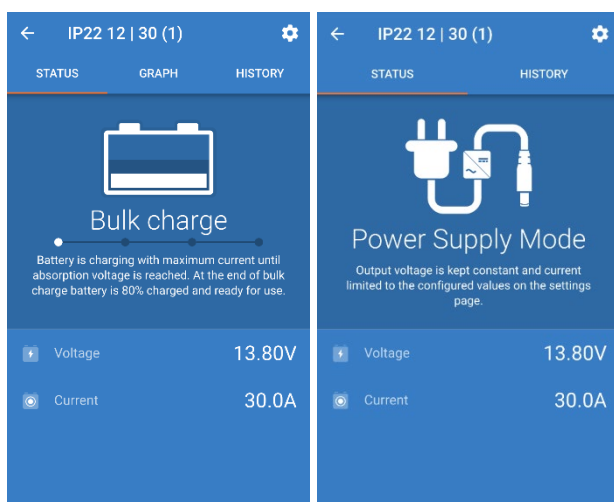 IP22 12 | 30 (1)
STATUS GRAPH HISTORY
Bulk charge
Battery is charging with maximum current until
absorption voltage is reached. At the end of bulk
charge battery is 80% charged and ready for use.
Voltage 13.80V
Current 30.0A
IP22 12 | 30 (1)
STATUS HISTORY
Power Supply Mode
Output voltage is kept constant and current
limited to the configured values on the settings
page.
Voltage 13.80V
Current 30.0A